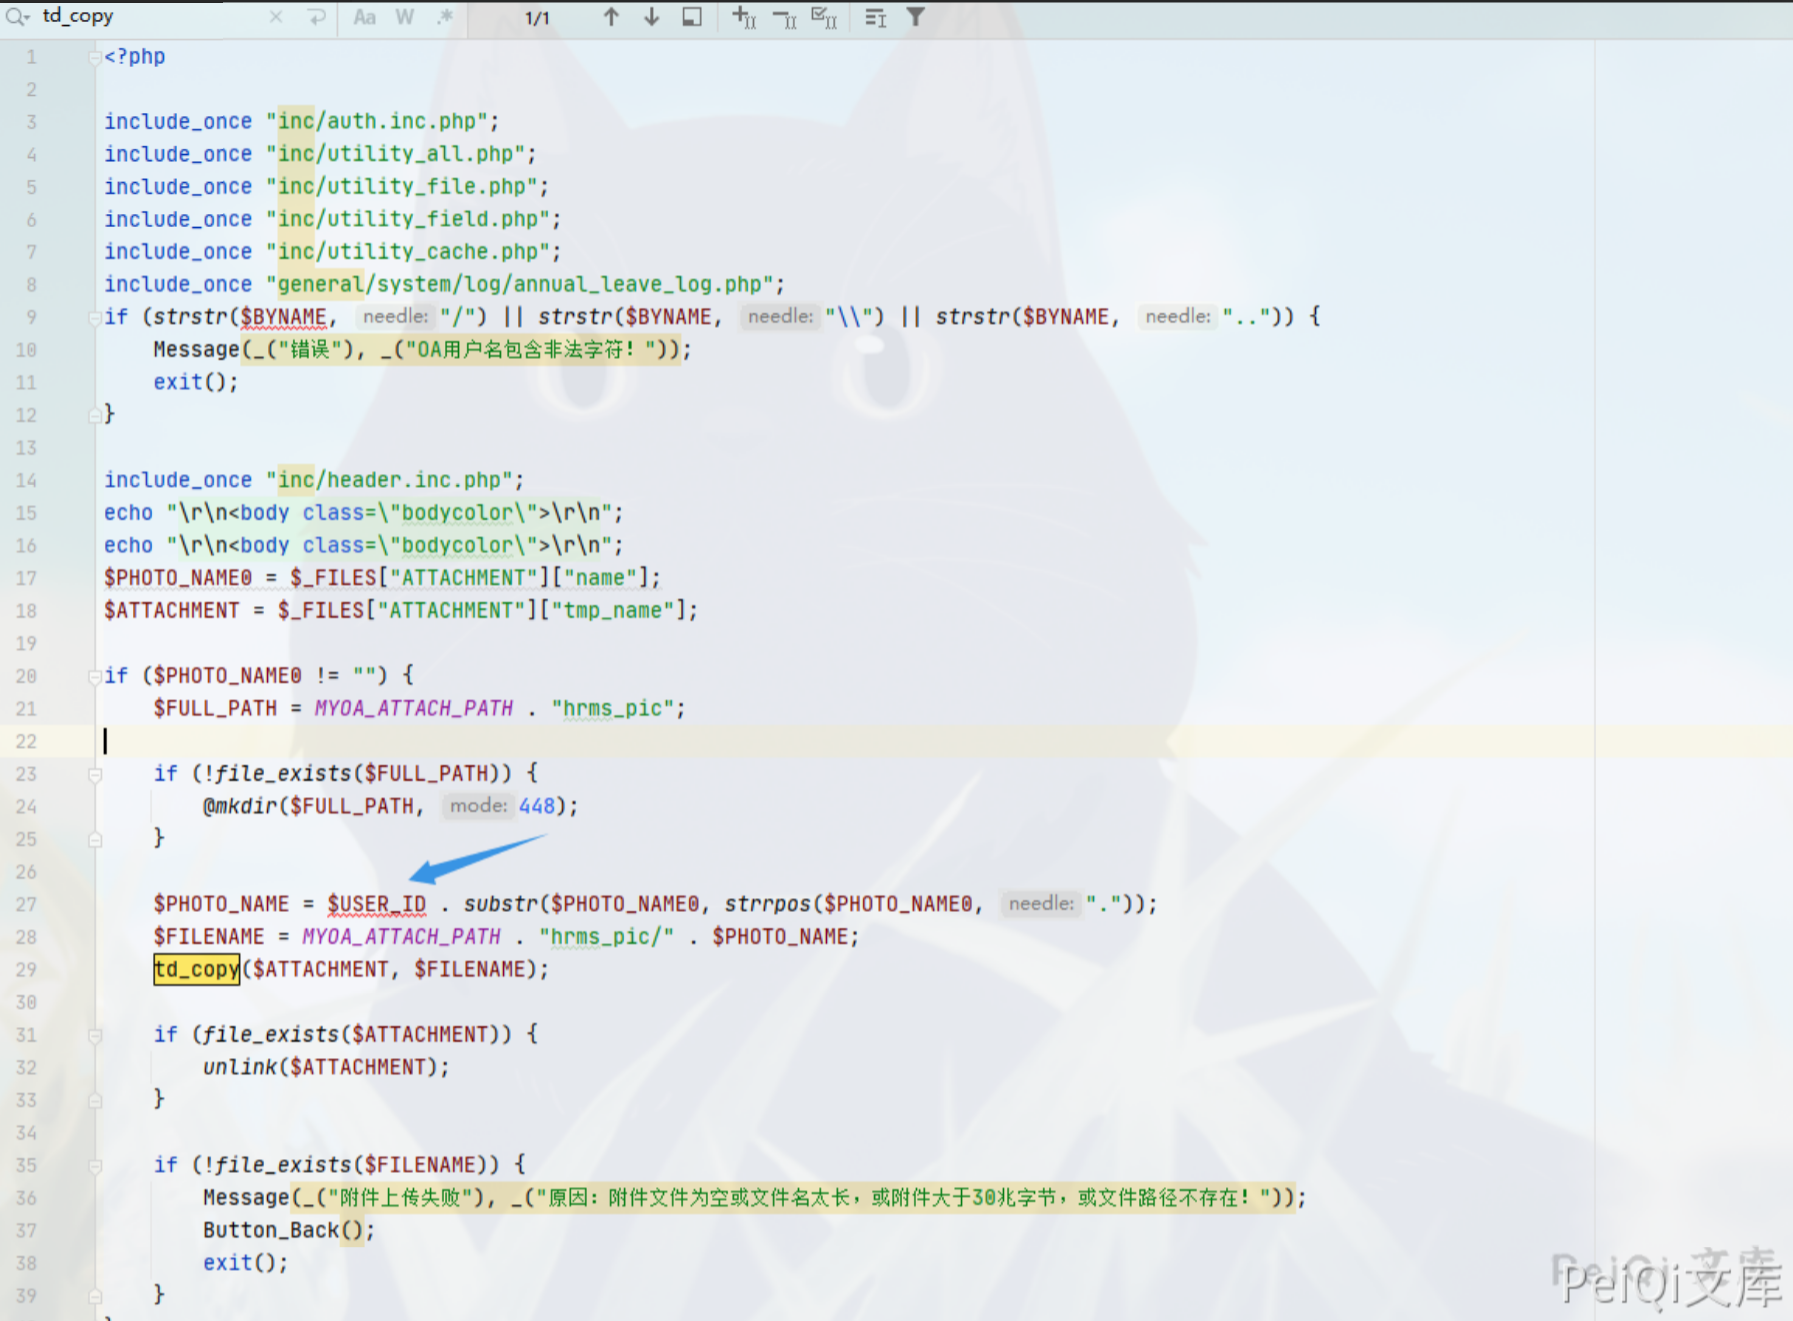 td_copy Aa W .* 1/1
1 <?php
2
3 include_once "inc/auth.inc.php";
4 include_once "inc/utility_all.php";
5 include_once "inc/utility_file.php";
6 include_once "inc/utility_field.php";
7 include_once "inc/utility_cache.php";
8 include_once "general/system/log/annual_leave_log.php";
9 if (strstr($BYNAME, needle: "/") || strstr($BYNAME, needle: "\\") || strstr($BYNAME, needle: "..")) {
10 Message(_("错误"), _("OA用户名包含非法字符！"));
11 exit();
12 }
13
14 include_once "inc/header.inc.php";
15 echo "\r\n<body class=\"bodycolor\">\r\n";
16 echo "\r\n<body class=\"bodycolor\">\r\n";
17 $PHOTO_NAME0 = $_FILES["ATTACHMENT"]["name"];
18 $ATTACHMENT = $_FILES["ATTACHMENT"]["tmp_name"];
19
20 if ($PHOTO_NAME0 != "") {
21 $FULL_PATH = MYOA_ATTACH_PATH . "hrms_pic";
22
23 if (!file_exists($FULL_PATH)) {
24 @mkdir($FULL_PATH, mode: 448);
25 }
26
27 $PHOTO_NAME = $USER_ID . substr($PHOTO_NAME0, strrpos($PHOTO_NAME0, needle: "."));
28 $FILENAME = MYOA_ATTACH_PATH . "hrms_pic/" . $PHOTO_NAME;
29 td_copy($ATTACHMENT, $FILENAME);
30
31 if (file_exists($ATTACHMENT)) {
32 unlink($ATTACHMENT);
33 }
34
35 if (!file_exists($FILENAME)) {
36 Message(_("附件上传失败"), _("原因：附件文件为空或文件名太长，或附件大于30兆字节，或文件路径不存在！"));
37 Button_Back();
38 exit();
39 }
PeiQi文库
PeiQi文库